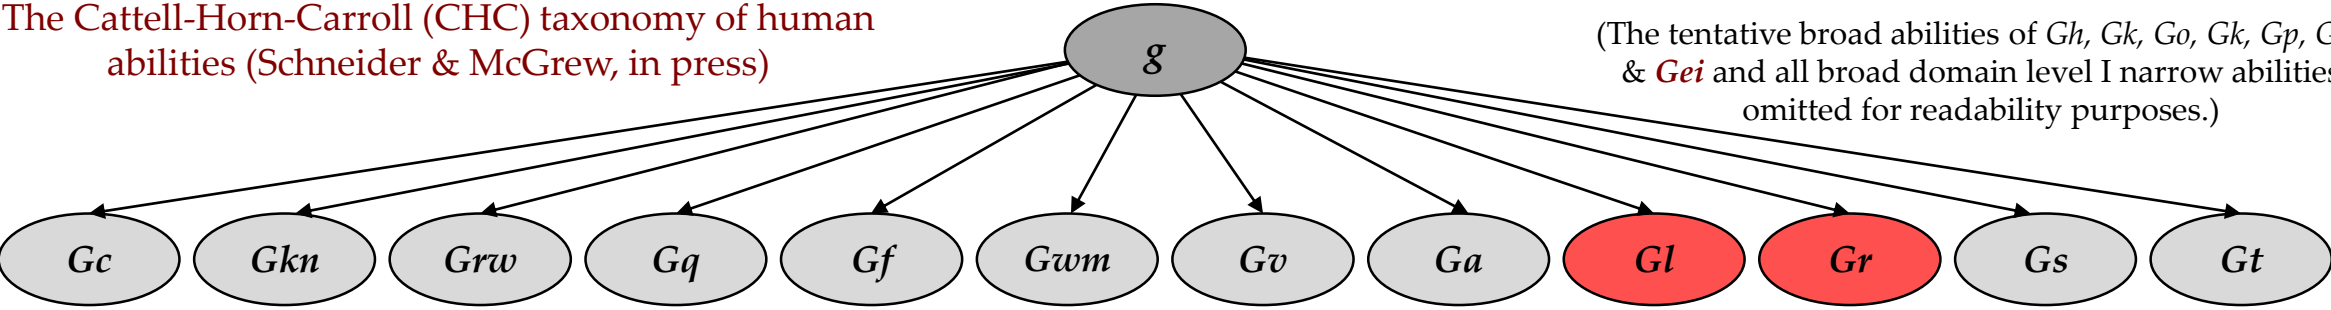 The Cattell-Horn-Carroll (CHC) taxonomy of human
abilities (Schneider & McGrew, in press)
g
(The tentative broad abilities of Gh, Gk, Go, Gk, Gp,
& Gei and all broad domain level I narrow abilities
omitted for readability purposes.)
Gc Gkn Grw Gq Gf Gwm Gv Ga Gl Gr Gs Gt